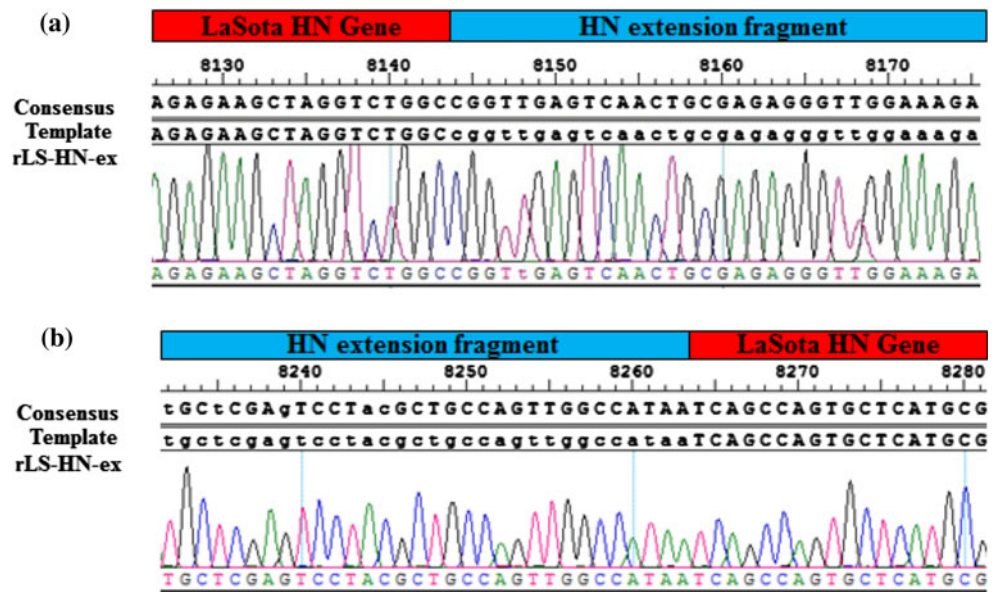 (a)
LaSota HN Gene HN extension fragment
8130 8140 8150 8160 8170
Consensus AGAGAAGCTAGGTCTGGCCGGTTGAGTCAACTGCGAGAGGGTTGGAAAGA
Template AGAGAAGCTAGGTCTGGCcggttgagtcaactgcgagagggttggaaaga
rLS-HN-ex
AGAGAAGCTAGGTCTGGCCGGTtGAGTCAACTGCGAGAGGGTTGGAAAGA
(b)
HN extension fragment LaSota HN Gene
8240 8250 8260 8270 8280
Consensus tGCtCGAgTCCTacGCTGCCAGTTGGCCATAATCAGCCAGTGCTCATGCG
Template tgctcgagtcctacgctgccagttggccataaTCAGCCAGTGCTCATGCG
rLS-HN-ex
TGCTCGAGTCCTACGCTGCCAGTTGGCCATAATCAGCCAGTGCTCATGCG